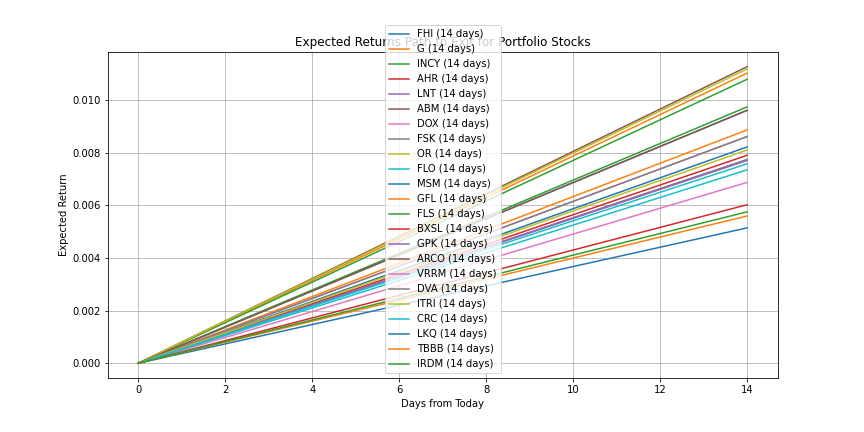 Expected Returns Path to Exit for Portfolio Stocks
FHI (14 days)
G (14 days)
INCY (14 days)
AHR (14 days)
LNT (14 days)
ABM (14 days)
DOX (14 days)
FSK (14 days)
OR (14 days)
FLO (14 days)
MSM (14 days)
GFL (14 days)
FLS (14 days)
BXSL (14 days)
GPK (14 days)
ARCO (14 days)
VRRM (14 days)
DVA (14 days)
ITRI (14 days)
CRC (14 days)
LKQ (14 days)
TBBB (14 days)
IRDM (14 days)
Expected Return
0.010
0.008
0.006
0.004
0.002
0.000
0 2 4 6 8 10 12 14
Days from Today